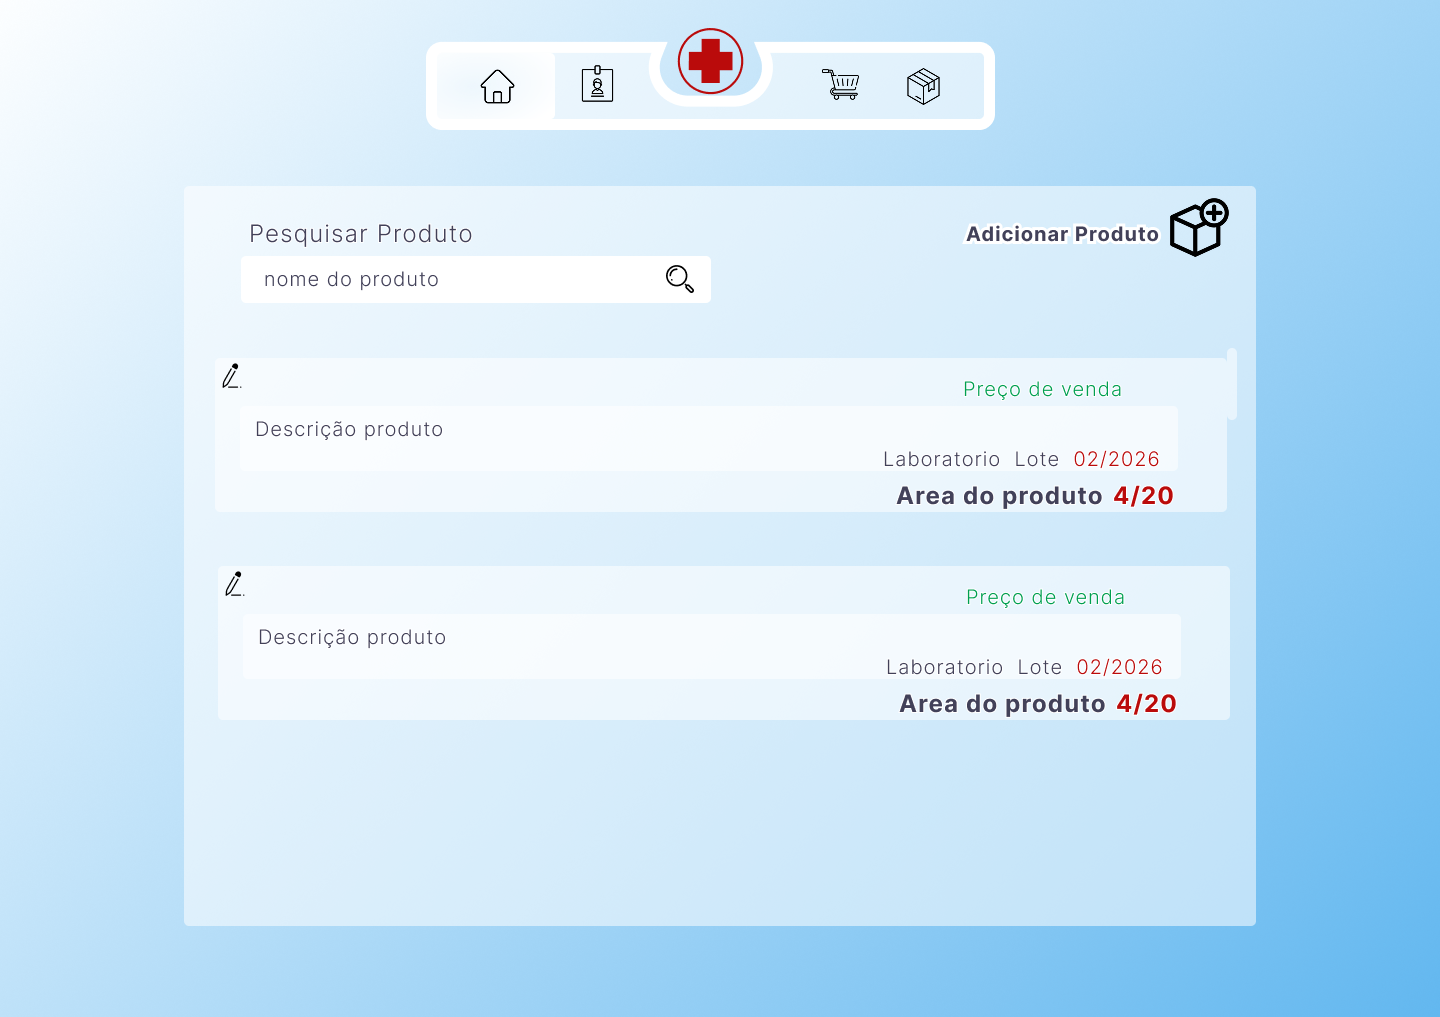 Pesquisar Produto
Adicionar Produto
nome do produto
Preço de venda
Descrição produto
Laboratorio Lote 02/2026
Area do produto 4/20
Preço de venda
Descrição produto
Laboratorio Lote 02/2026
Area do produto 4/20